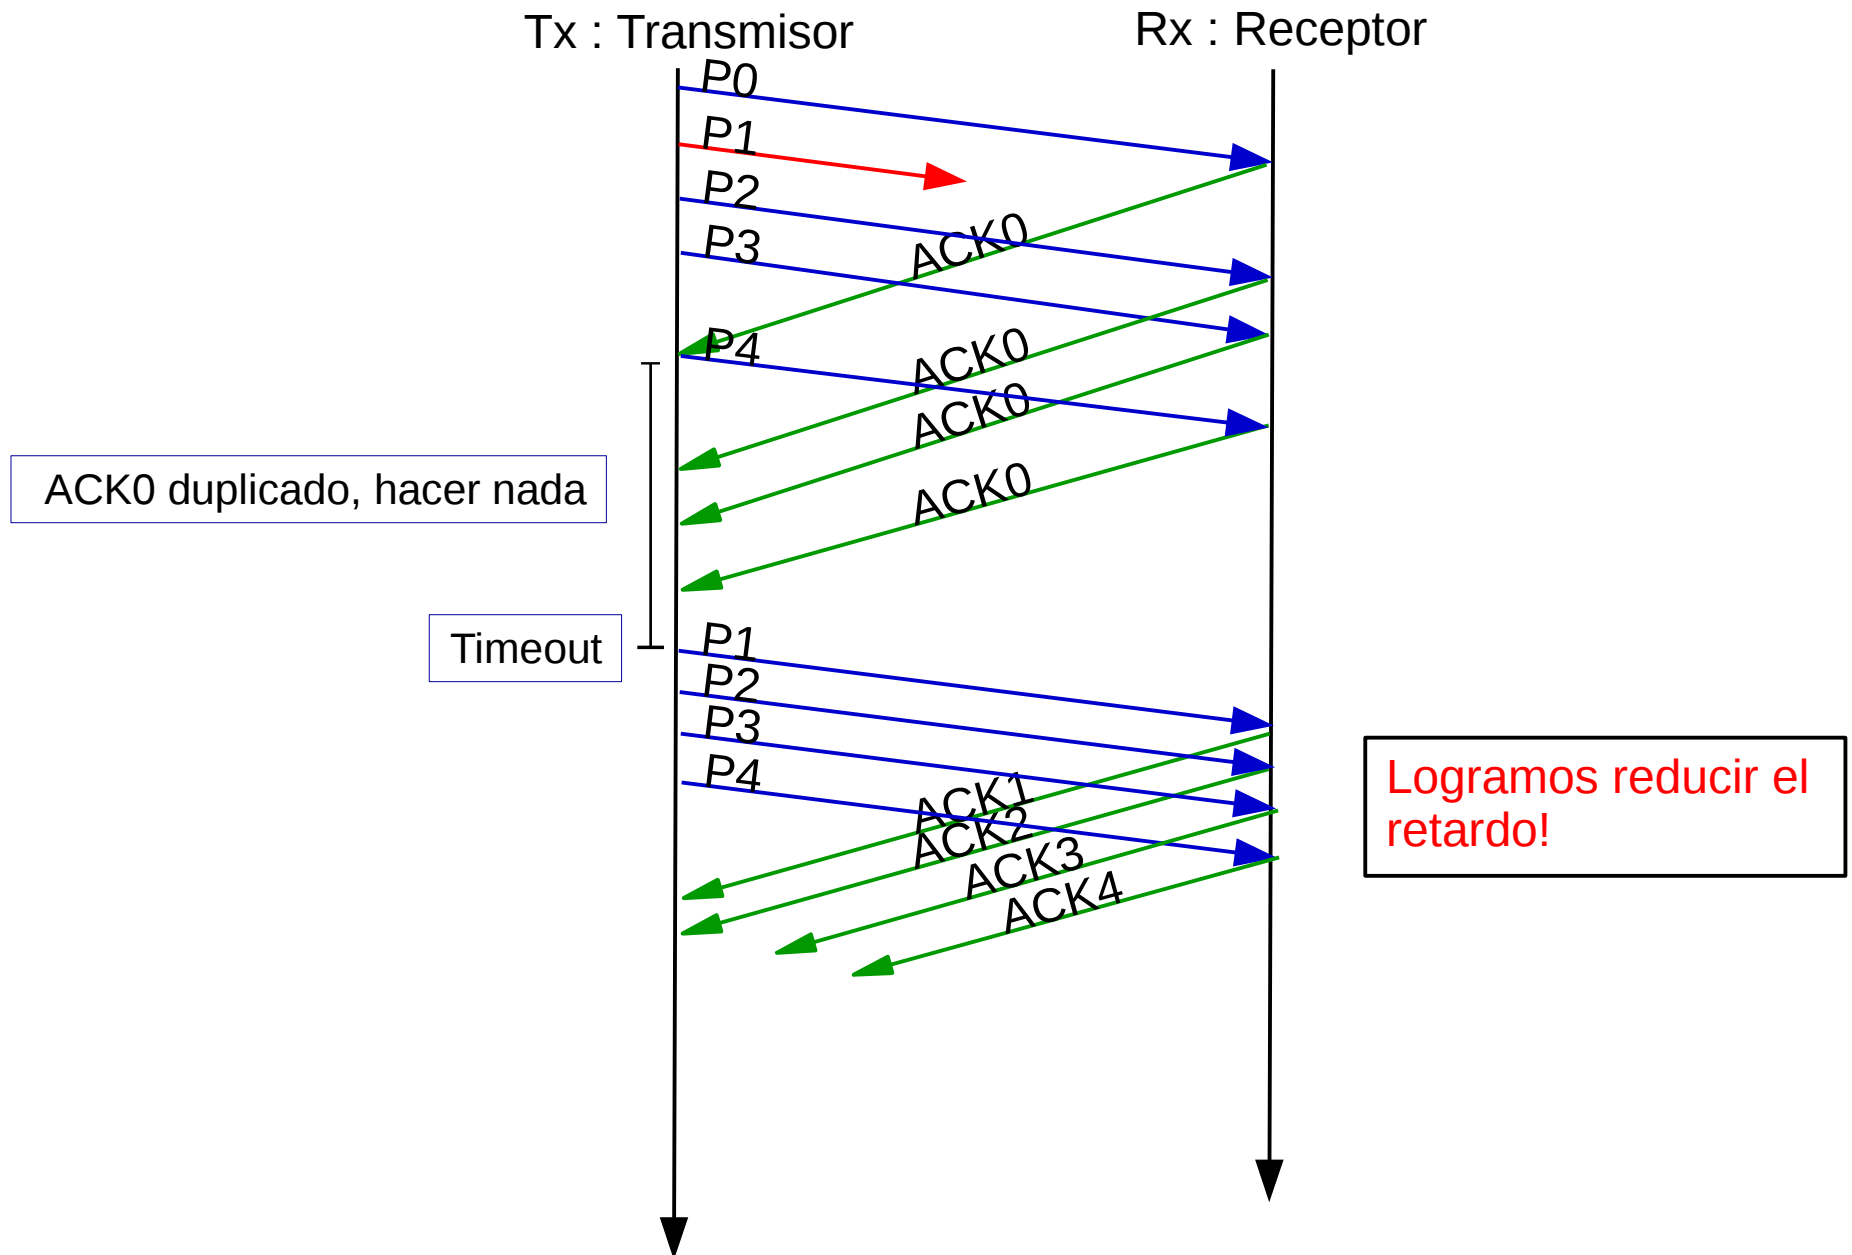 Tx : Transmisor
Rx : Receptor
P0
P1
P2
ACK0
P3
P4
ACK0
ACK0
ACK0 duplicado, hacer nada
ACK0
Timeout
P1
P2
P3
P4
Logramos reducir el
retardo!
ACK1
ACK2
ACK3
ACK4